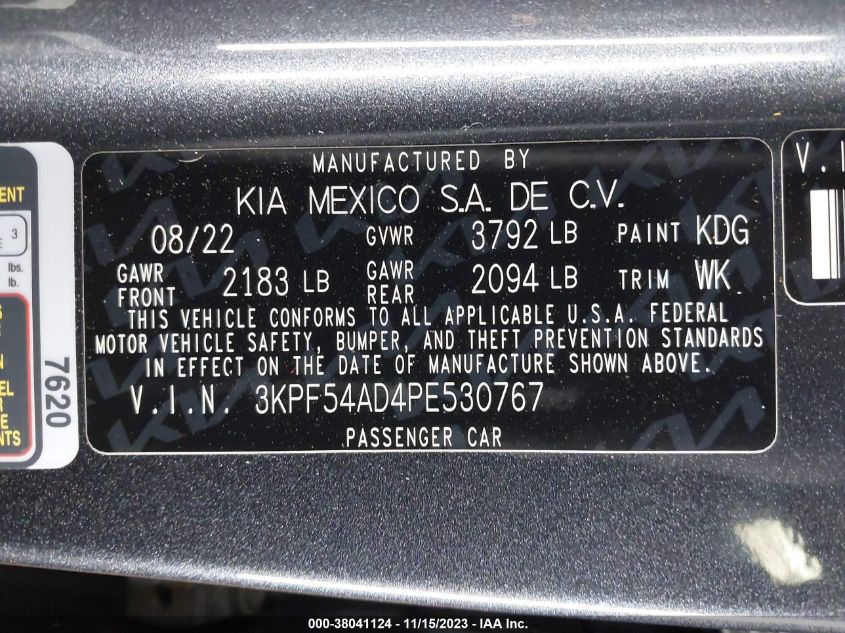 MANUFACTURED BY
KIA MEXICO S.A. DE C.V.
08/22 GVWR 3792 LB PAINT KDG
GAWR FRONT 2183 LB GAWR REAR 2094 LB TRIM WK
THIS VEHICLE CONFORMS TO ALL APPLICABLE U.S.A. FEDERAL
MOTOR VEHICLE SAFETY, BUMPER, AND THEFT PREVENTION STANDARDS
IN EFFECT ON THE DATE OF MANUFACTURE SHOWN ABOVE.
V.I.N. 3KPF54AD4PE530767
PASSENGER CAR
3
lbs.
lb.
7620
V.I
000-38041124 - 11/15/2023 - IAA Inc.